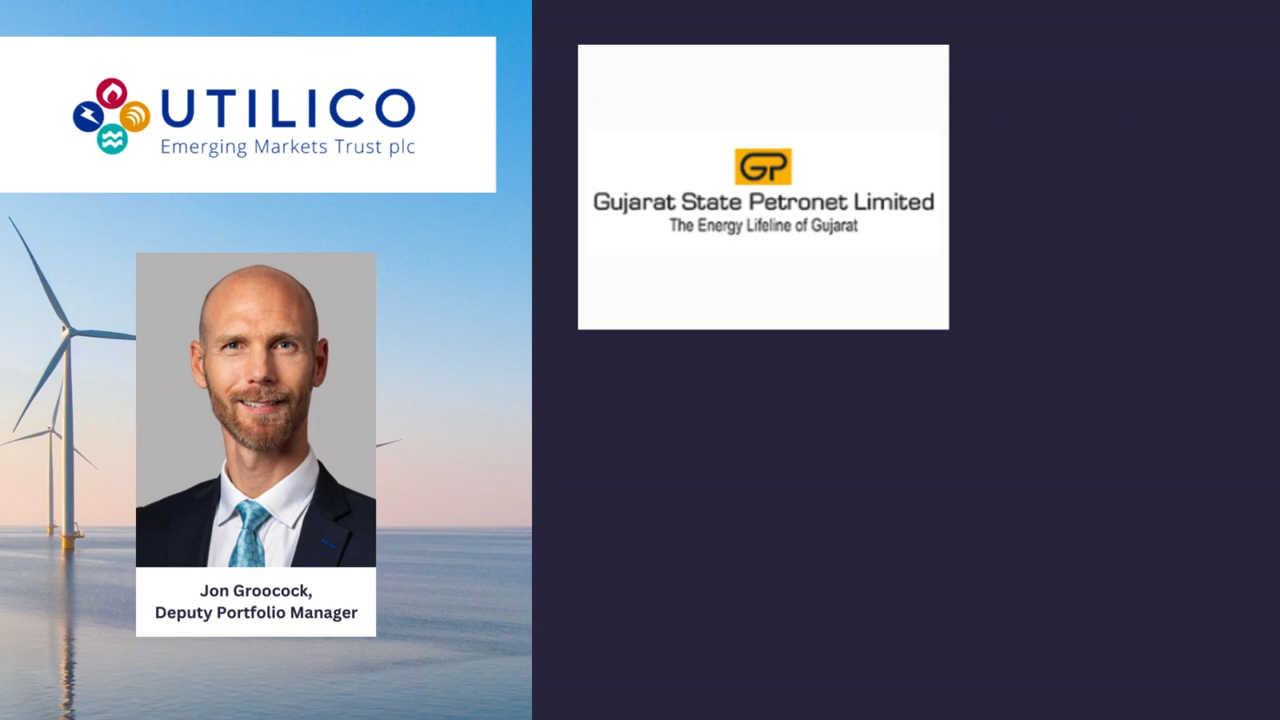 UTILICO
Emerging Markets Trust plc
Jon Groocock,
Deputy Portfolio Manager
GP
Gujarat State Petronet Limited
The Energy Lifeline of Gujarat